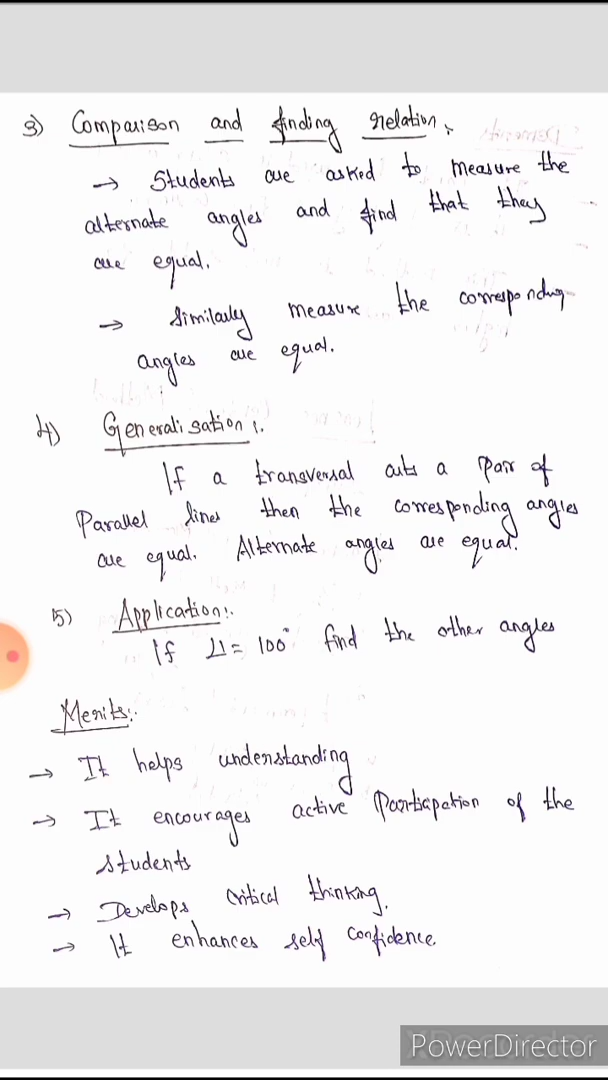 3) Comparison and finding relation:
→ Students are asked to measure the
alternate angles and find that they
are equal.
→ Similarly measure the corresponding
angles are equal.
4) Generalisation:
If a transversal cuts a pair of
Parallel lines then the corresponding angles
are equal. Alternate angles are equal.
5) Application:
If ∠1 = 100° find the other angles
Merits:
→ It helps understanding
→ It encourages active Partispation of the
students
→ Develops critical thinking.
→ It enhances self confidence.
PowerDirector